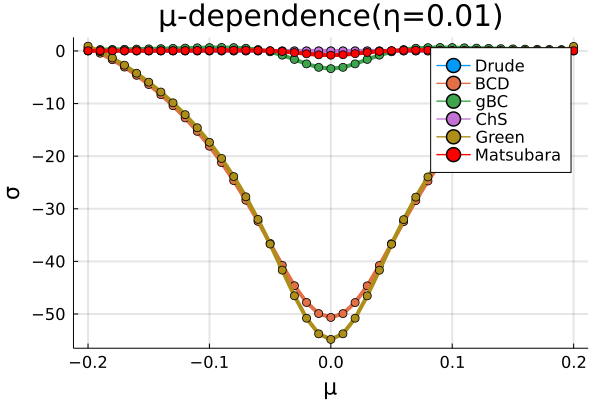 μ-dependence(η=0.01)
0
−10
−20
−30
−40
−50
σ
Drude
BCD
gBC
ChS
Green
Matsubara
−0.2
−0.1
0.0
0.1
0.2
μ